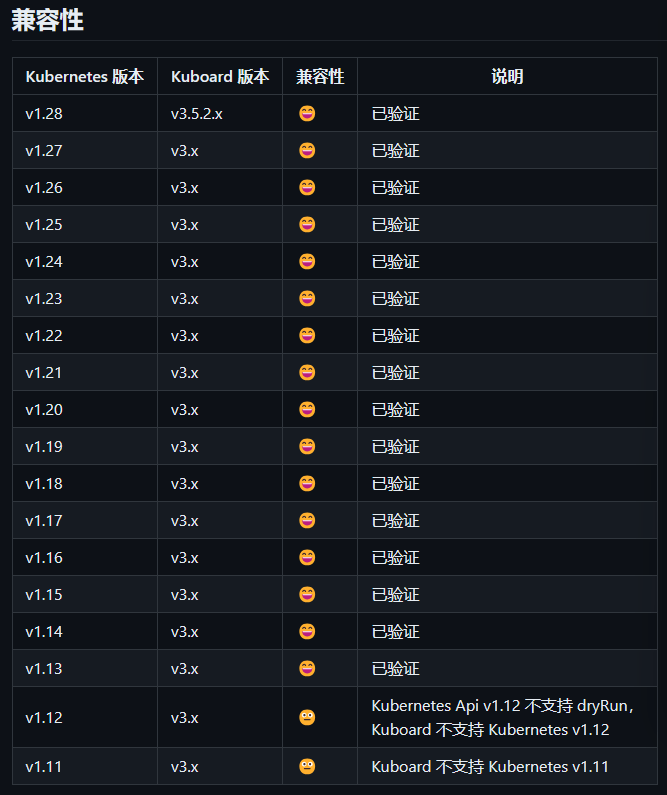 兼容性
Kubernetes 版本 Kuboard 版本 兼容性 说明
v1.28 v3.5.2.x 😄 已验证
v1.27 v3.x 😄 已验证
v1.26 v3.x 😄 已验证
v1.25 v3.x 😄 已验证
v1.24 v3.x 😄 已验证
v1.23 v3.x 😄 已验证
v1.22 v3.x 😄 已验证
v1.21 v3.x 😄 已验证
v1.20 v3.x 😄 已验证
v1.19 v3.x 😄 已验证
v1.18 v3.x 😄 已验证
v1.17 v3.x 😄 已验证
v1.16 v3.x 😄 已验证
v1.15 v3.x 😄 已验证
v1.14 v3.x 😄 已验证
v1.13 v3.x 😄 已验证
v1.12 v3.x 😐 Kubernetes Api v1.12 不支持 dryRun，
Kuboard 不支持 Kubernetes v1.12
v1.11 v3.x 😐 Kuboard 不支持 Kubernetes v1.11